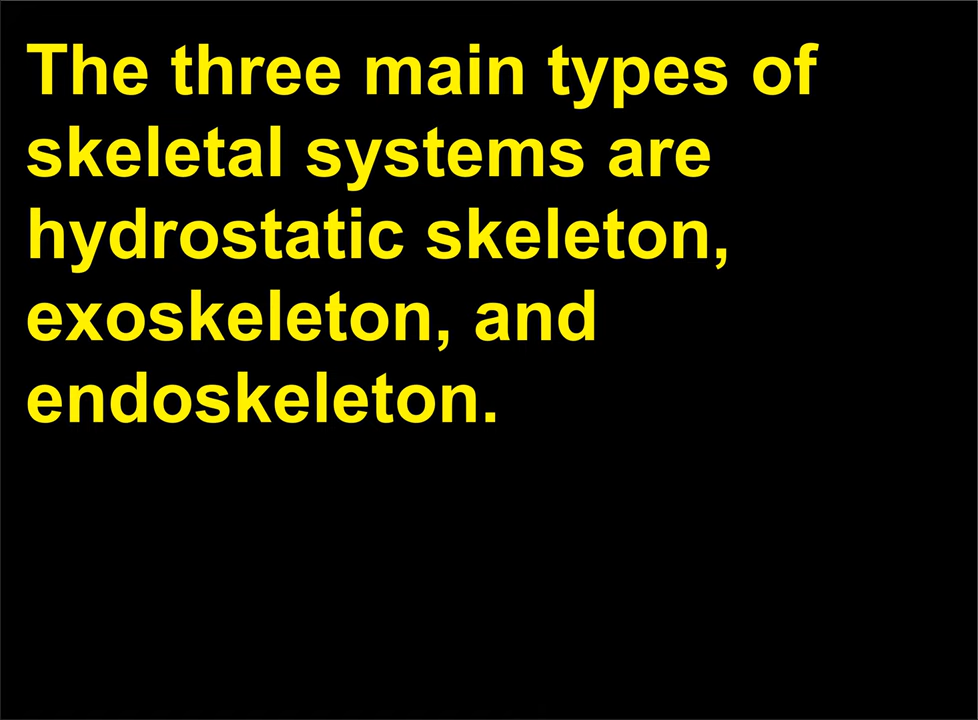 The three main types of
skeletal systems are
hydrostatic skeleton,
exoskeleton, and
endoskeleton.